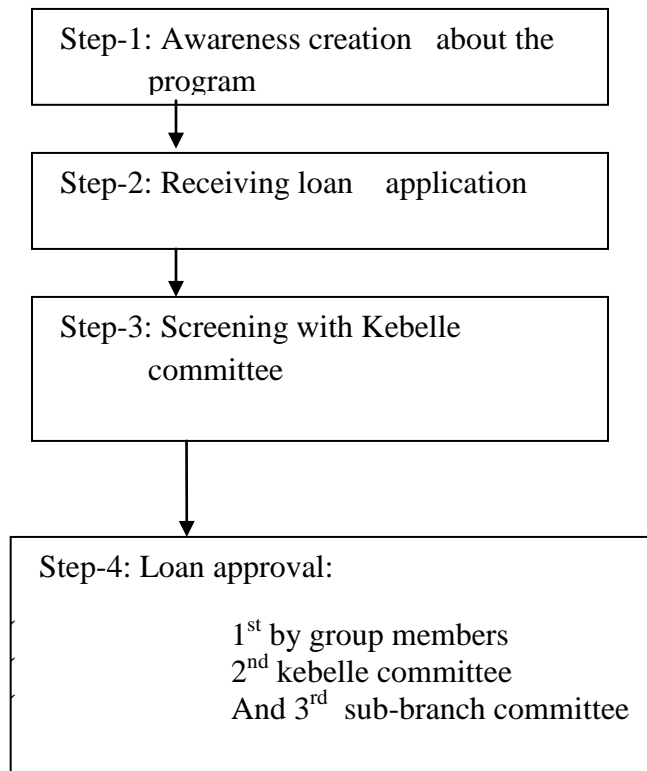 Step-1: Awareness creation about the
program
Step-2: Receiving loan application
Step-3: Screening with Kebelle
committee
Step-4: Loan approval:
1st by group members
2nd kebelle committee
And 3rd sub-branch committee